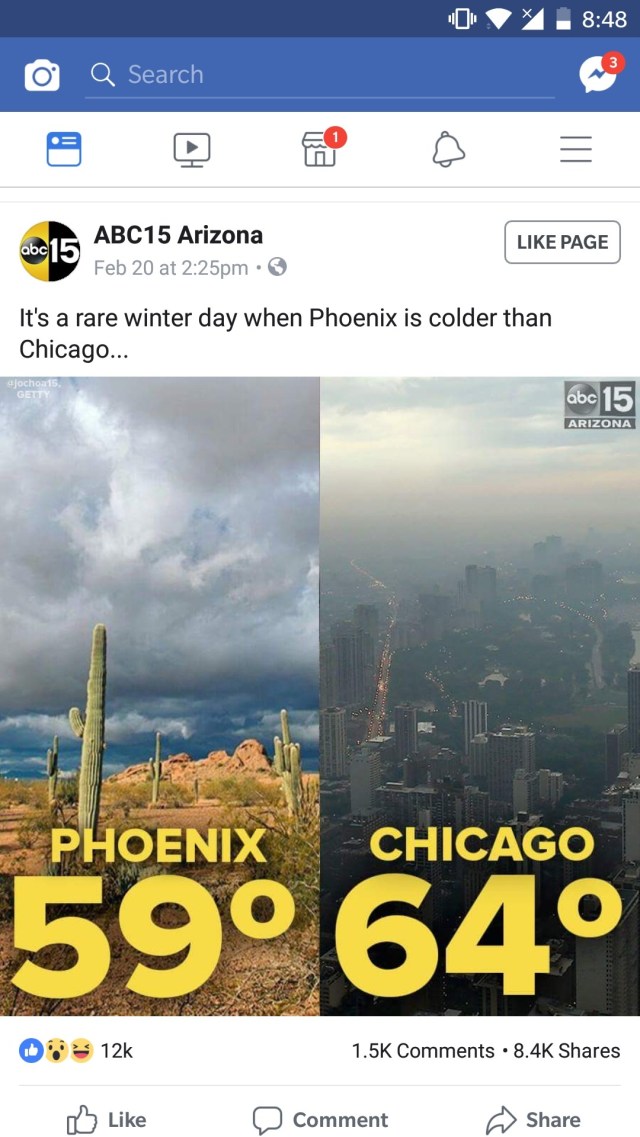 8:48
Search
3
1
abc15
ABC15 Arizona
Feb 20 at 2:25pm •
LIKE PAGE
It's a rare winter day when Phoenix is colder than
Chicago...
@jochoa15,
GETTY
abc 15
ARIZONA
PHOENIX
59°
CHICAGO
64°
12k
1.5K Comments • 8.4K Shares
Like
Comment
Share